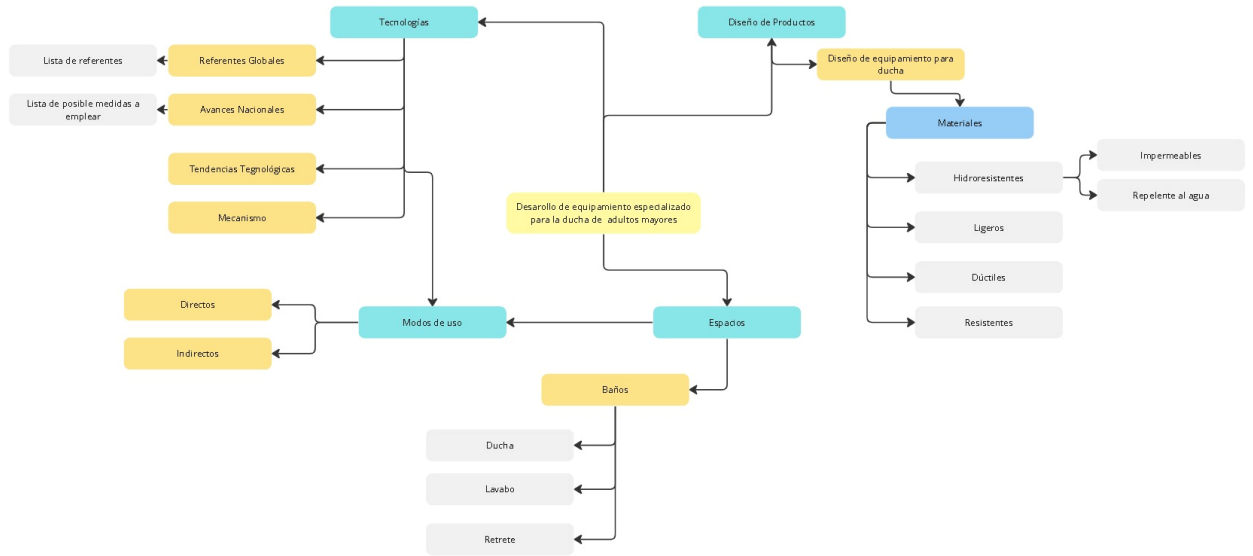 Tecnologías
Diseño de Productos
Lista de referentes
Referentes Globales
Diseño de equipamiento para
ducha
Lista de posible medidas a
emplear
Avances Nacionales
Materiales
Impermeables
Tendencias Tegnológicas
Hidroresistentes
Repelente al agua
Mecanismo
Desarollo de equipamiento especializado
para la ducha de adultos mayores
Ligeros
Dúctiles
Directos
Modos de uso
Espacios
Resistentes
Indirectos
Baños
Ducha
Lavabo
Retrete